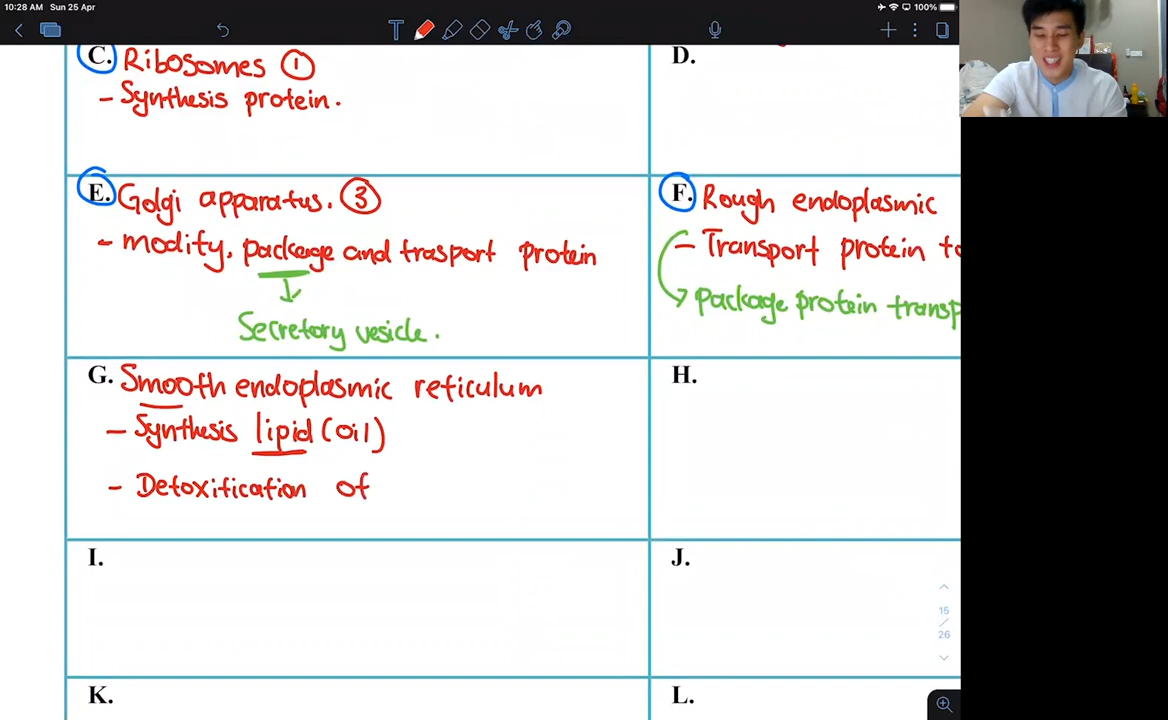 10:28 AM Sun 25 Apr
100%
C. Ribosomes ①
- Synthesis protein.
D.
E. Golgi apparatus. ③
- modify, package and trasport protein
↓
Secretory vesicle.
F. Rough endoplasmic
- Transport protein to
package protein transp
G. Smooth endoplasmic reticulum
- Synthesis lipid (oil)
- Detoxification of
H.
I.
J.
15
/
26
K.
L.